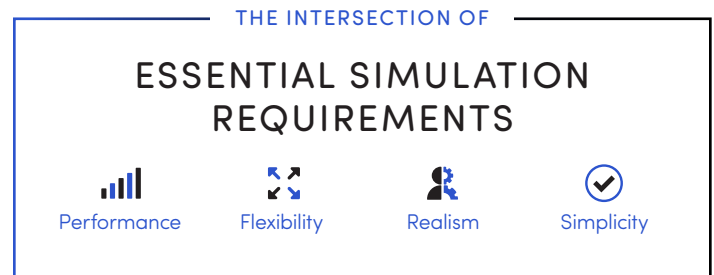 THE INTERSECTION OF
ESSENTIAL SIMULATION
REQUIREMENTS
Performance Flexibility Realism Simplicity